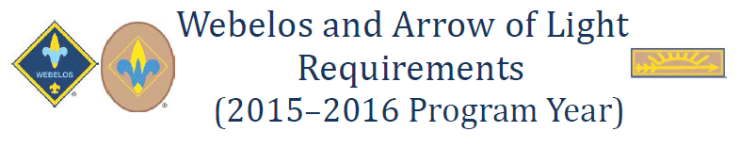 Webelos and Arrow of Light
Requirements
(2015–2016 Program Year)
WEBELOS
®
®